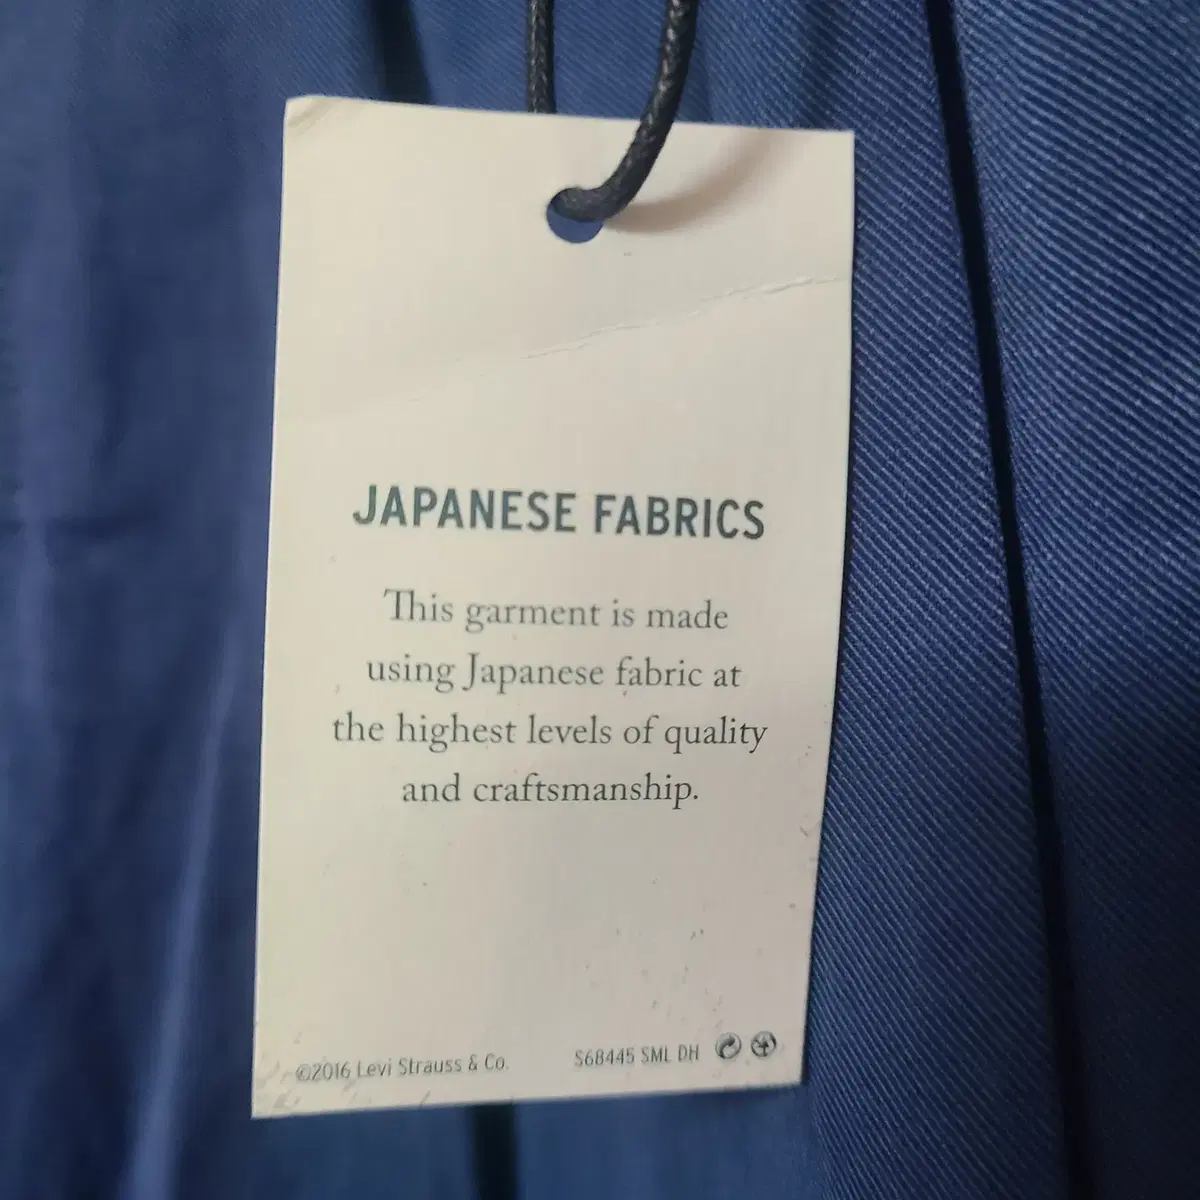 JAPANESE FABRICS
This garment is made
using Japanese fabric at
the highest levels of quality
and craftsmanship.
©2016 Levi Strauss & Co. S68445 SML DH